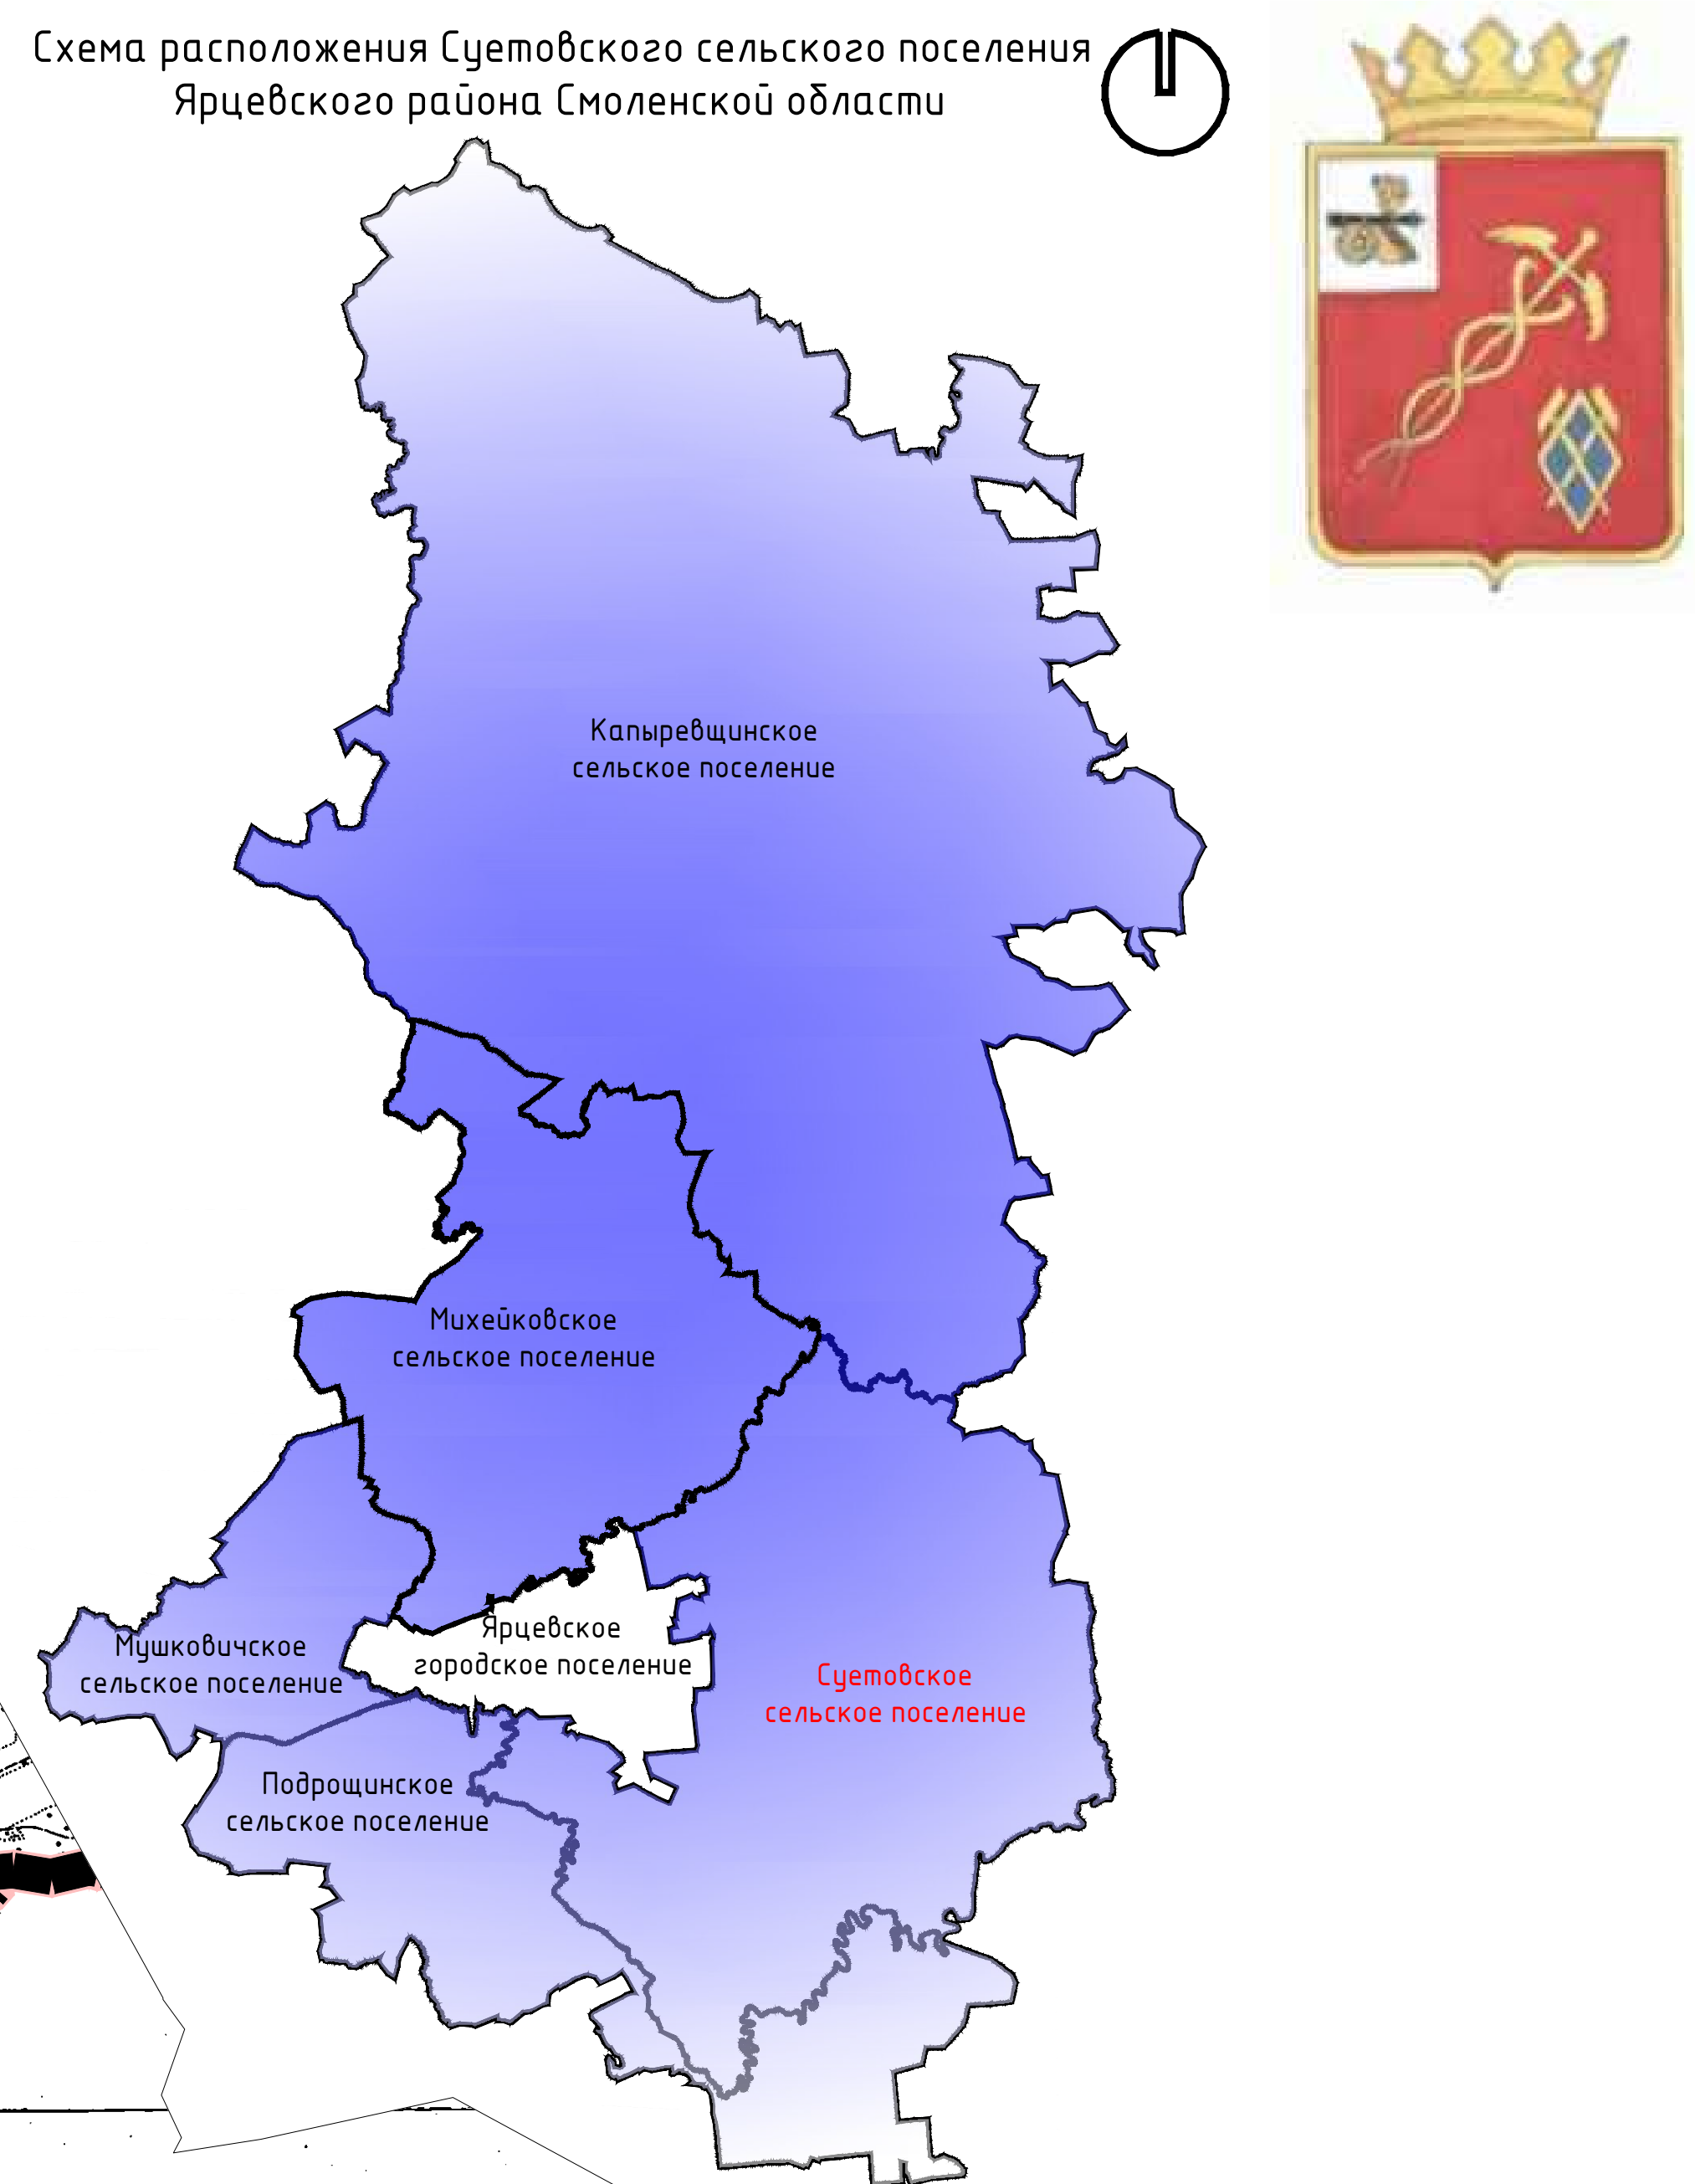 Схема расположения Суетовского сельского поселения
Ярцевского района Смоленской области
Капыревщинское
сельское поселение
Михейковское
сельское поселение
Ярцевское
городское поселение
Мушковичское
сельское поселение
Суетовское
сельское поселение
Подрощинское
сельское поселение